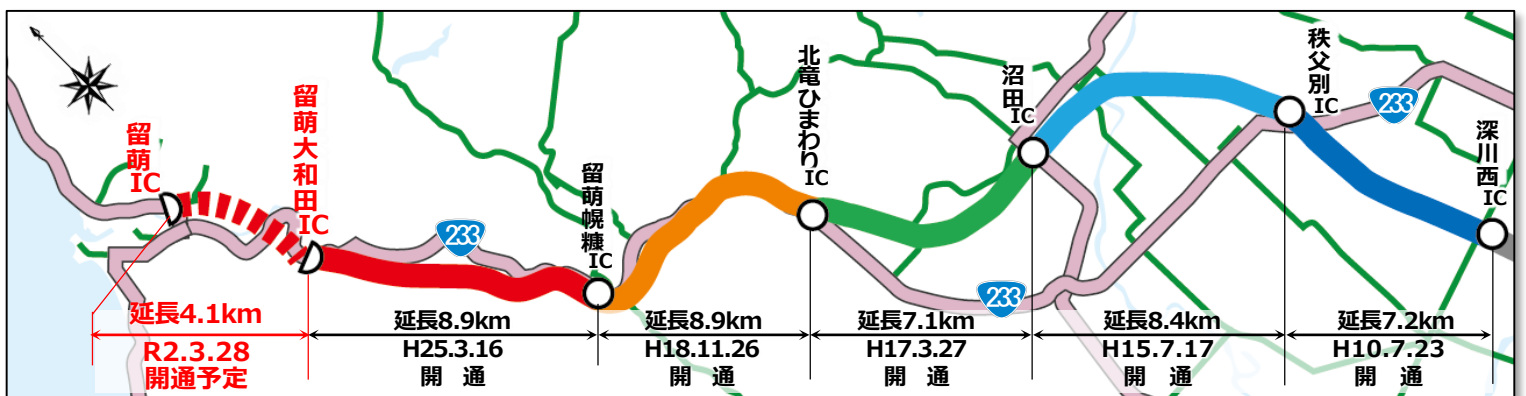 留萌IC
留萌大和田IC
留萌幌糠IC
北竜ひまわりIC
沼田IC
秩父別IC
深川西IC
233
233
233
延長4.1km
R2.3.28
開通予定
延長8.9km
H25.3.16
開　通
延長8.9km
H18.11.26
開　通
延長7.1km
H17.3.27
開　通
延長8.4km
H15.7.17
開　通
延長7.2km
H10.7.23
開　通